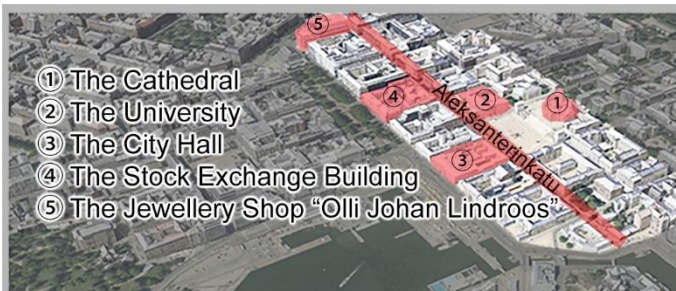 ⑤
① The Cathedral
② The University
③ The City Hall
④ The Stock Exchange Building
⑤ The Jewellery Shop “Olli Johan Lindroos”
④
②
①
③
Aleksanterinkatu